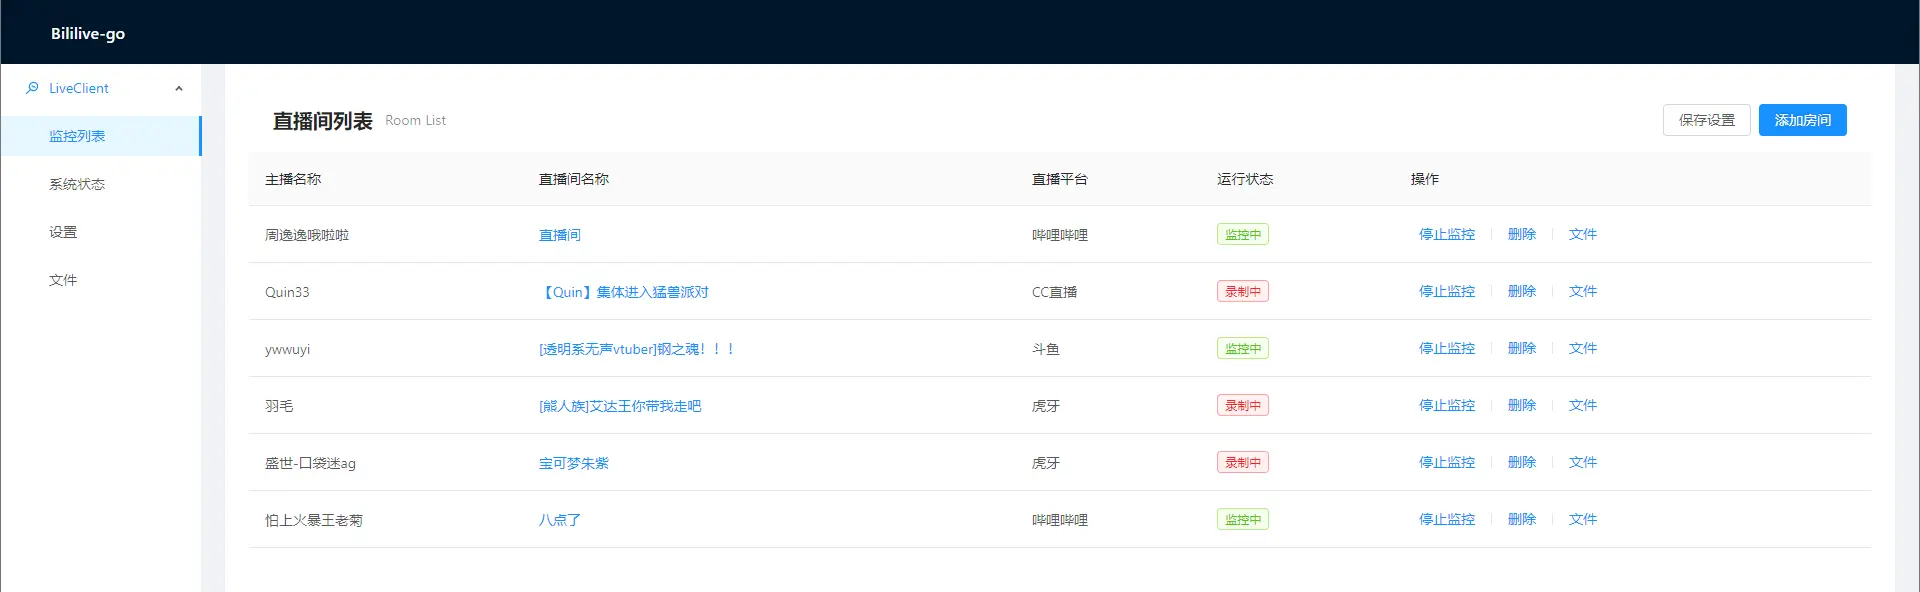 Bililive-go
LiveClient
监控列表
系统状态
设置
文件
直播间列表 Room List
保存设置 添加房间
主播名称 直播间名称 直播平台 运行状态 操作
周逸逸哦啦啦 直播间 哔哩哔哩 监控中 停止监控 删除 文件
Quin33 【Quin】集体进入猛兽派对 CC直播 录制中 停止监控 删除 文件
ywwuyi [透明系无声vtuber]钢之魂！！！ 斗鱼 监控中 停止监控 删除 文件
羽毛 [熊人族]艾达王你带我走吧 虎牙 录制中 停止监控 删除 文件
盛世-口袋迷ag 宝可梦朱紫 虎牙 录制中 停止监控 删除 文件
怕上火暴王老菊 八点了 哔哩哔哩 监控中 停止监控 删除 文件